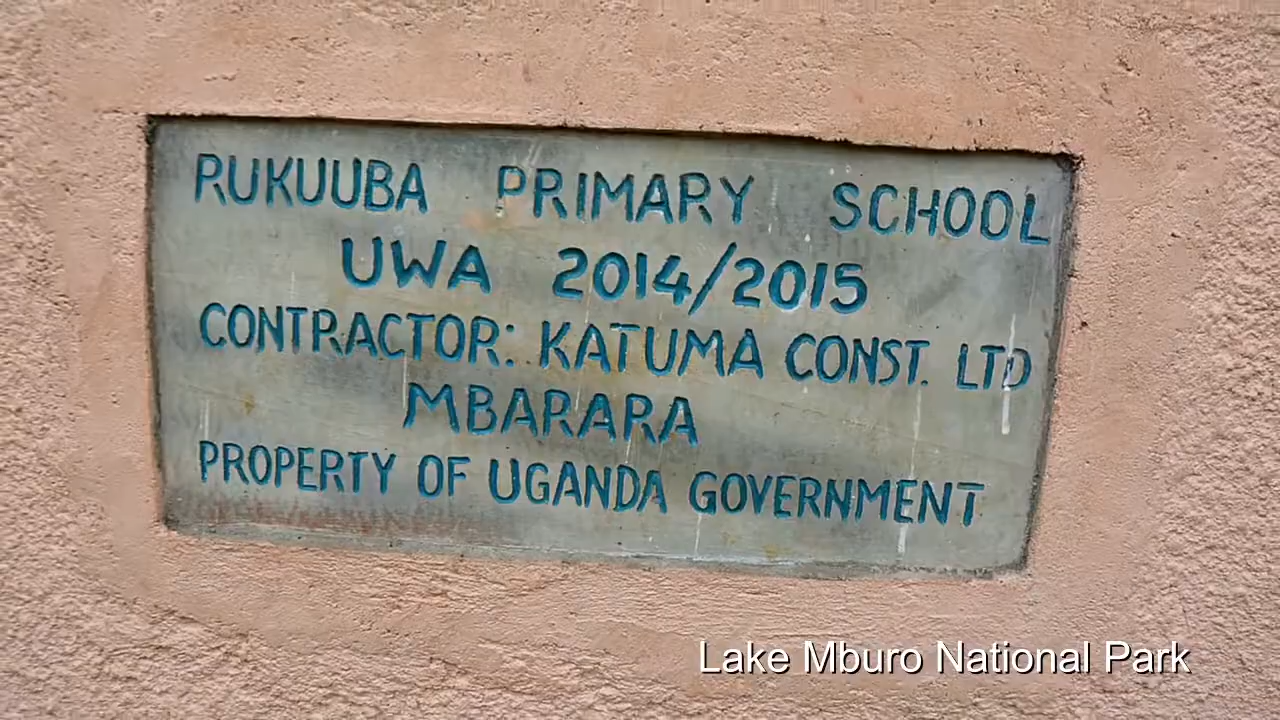 RUKUUBA PRIMARY SCHOOL
UWA 2014/2015
CONTRACTOR: KATUMA CONST. LTD
MBARARA
PROPERTY OF UGANDA GOVERNMENT
Lake Mburo National Park